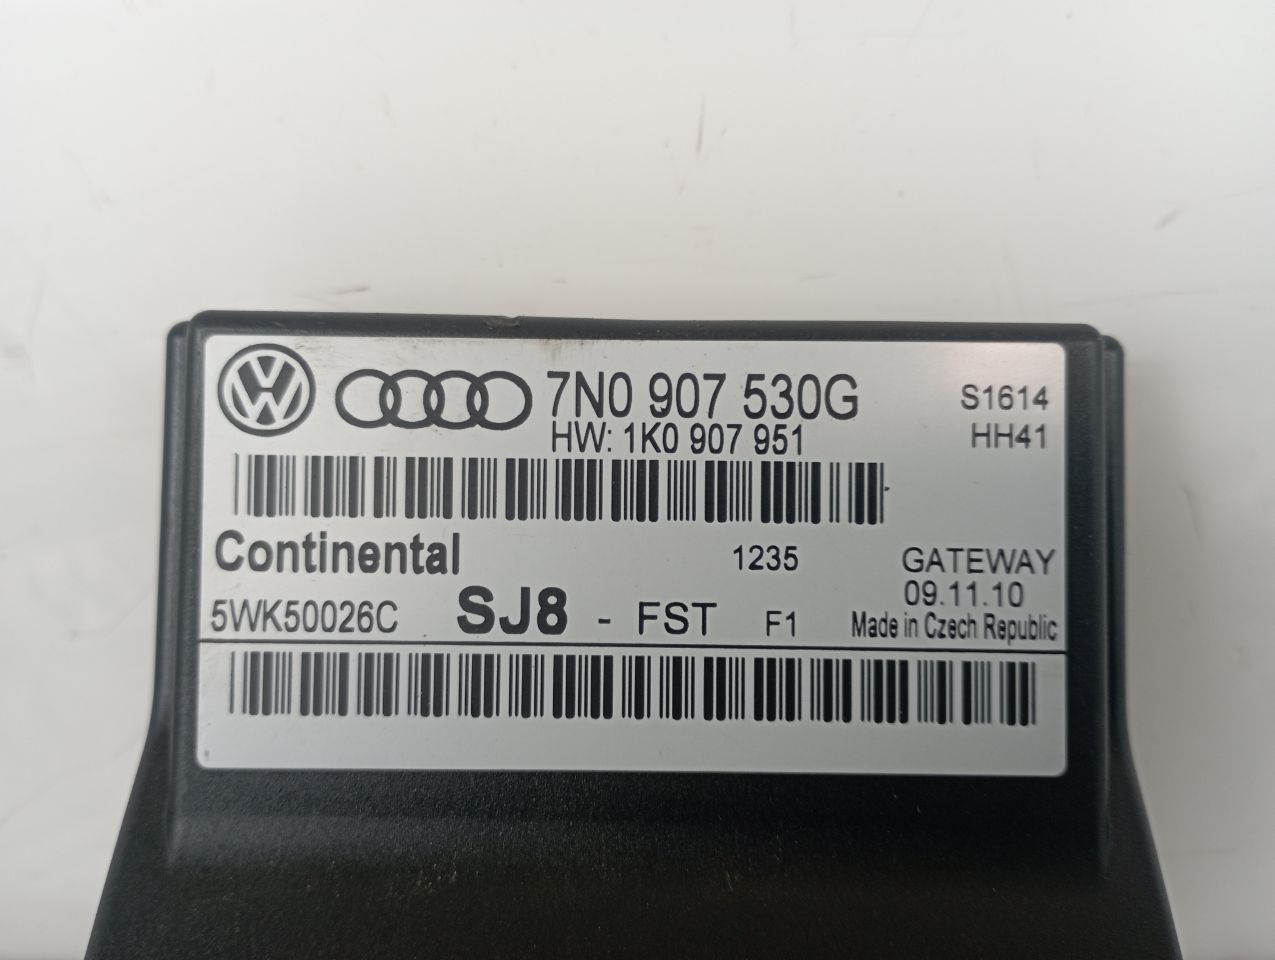 7N0 907 530G
S1614
HW: 1K0 907 951
HH41
Continental
1235
GATEWAY
09.11.10
5WK50026C
SJ8 - FST
F1
Made in Czech Republic